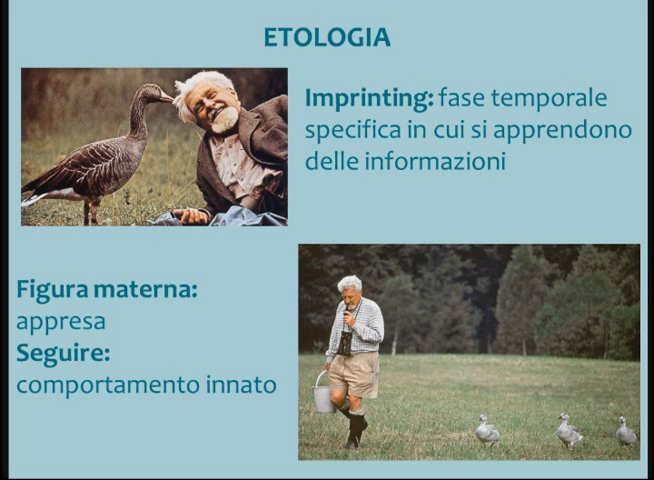 ETOLOGIA
Imprinting: fase temporale
specifica in cui si apprendono
delle informazioni
Figura materna:
appresa
Seguire:
comportamento innato